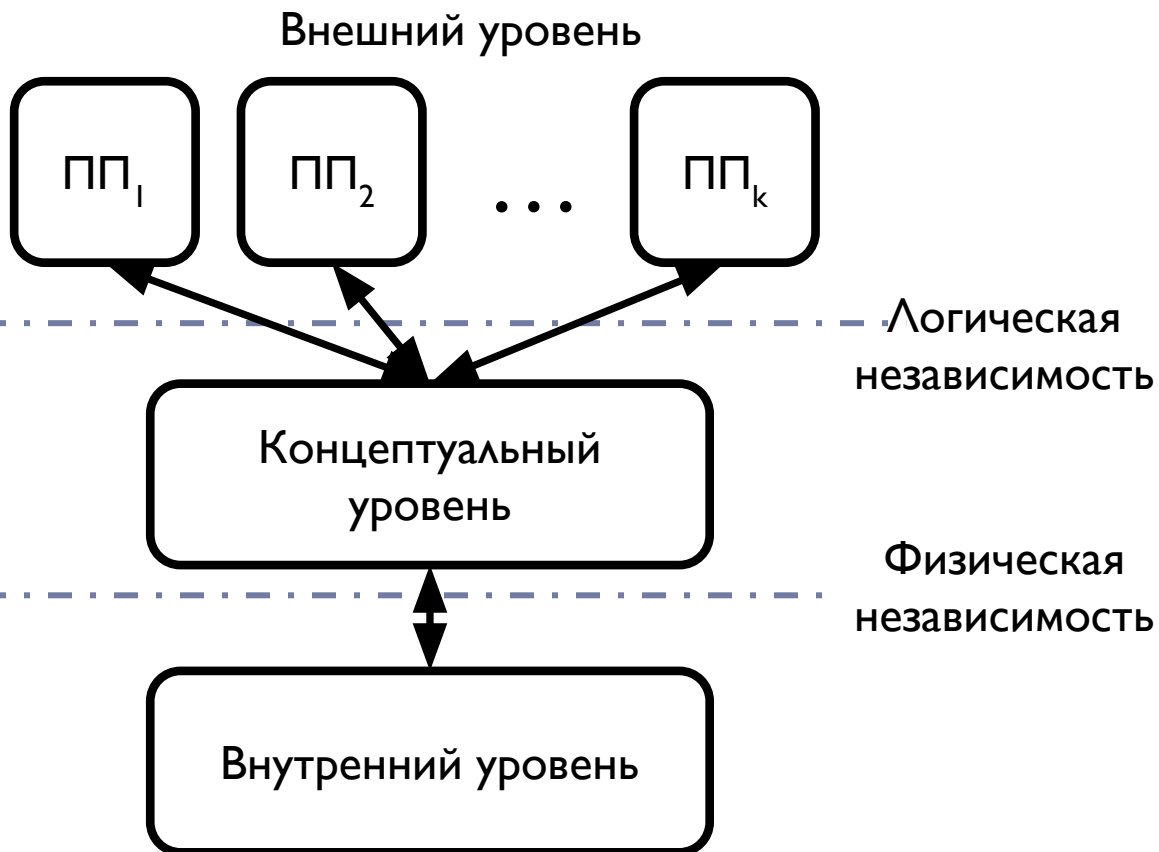 Внешний уровень
ПП1
ПП2
...
ППk
Логическая
независимость
Концептуальный
уровень
Физическая
независимость
Внутренний уровень